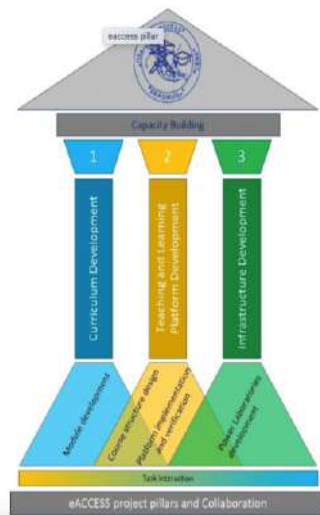 eaccess pillar
Capacity Building
1
2
3
Curriculum Development
Teaching and Learning
Platform Development
Infrastructure Development
Module development
Course structure design
Platform implementation
and verification
Power Laboratories
development
Task interaction
eACCESS project pillars and Collaboration